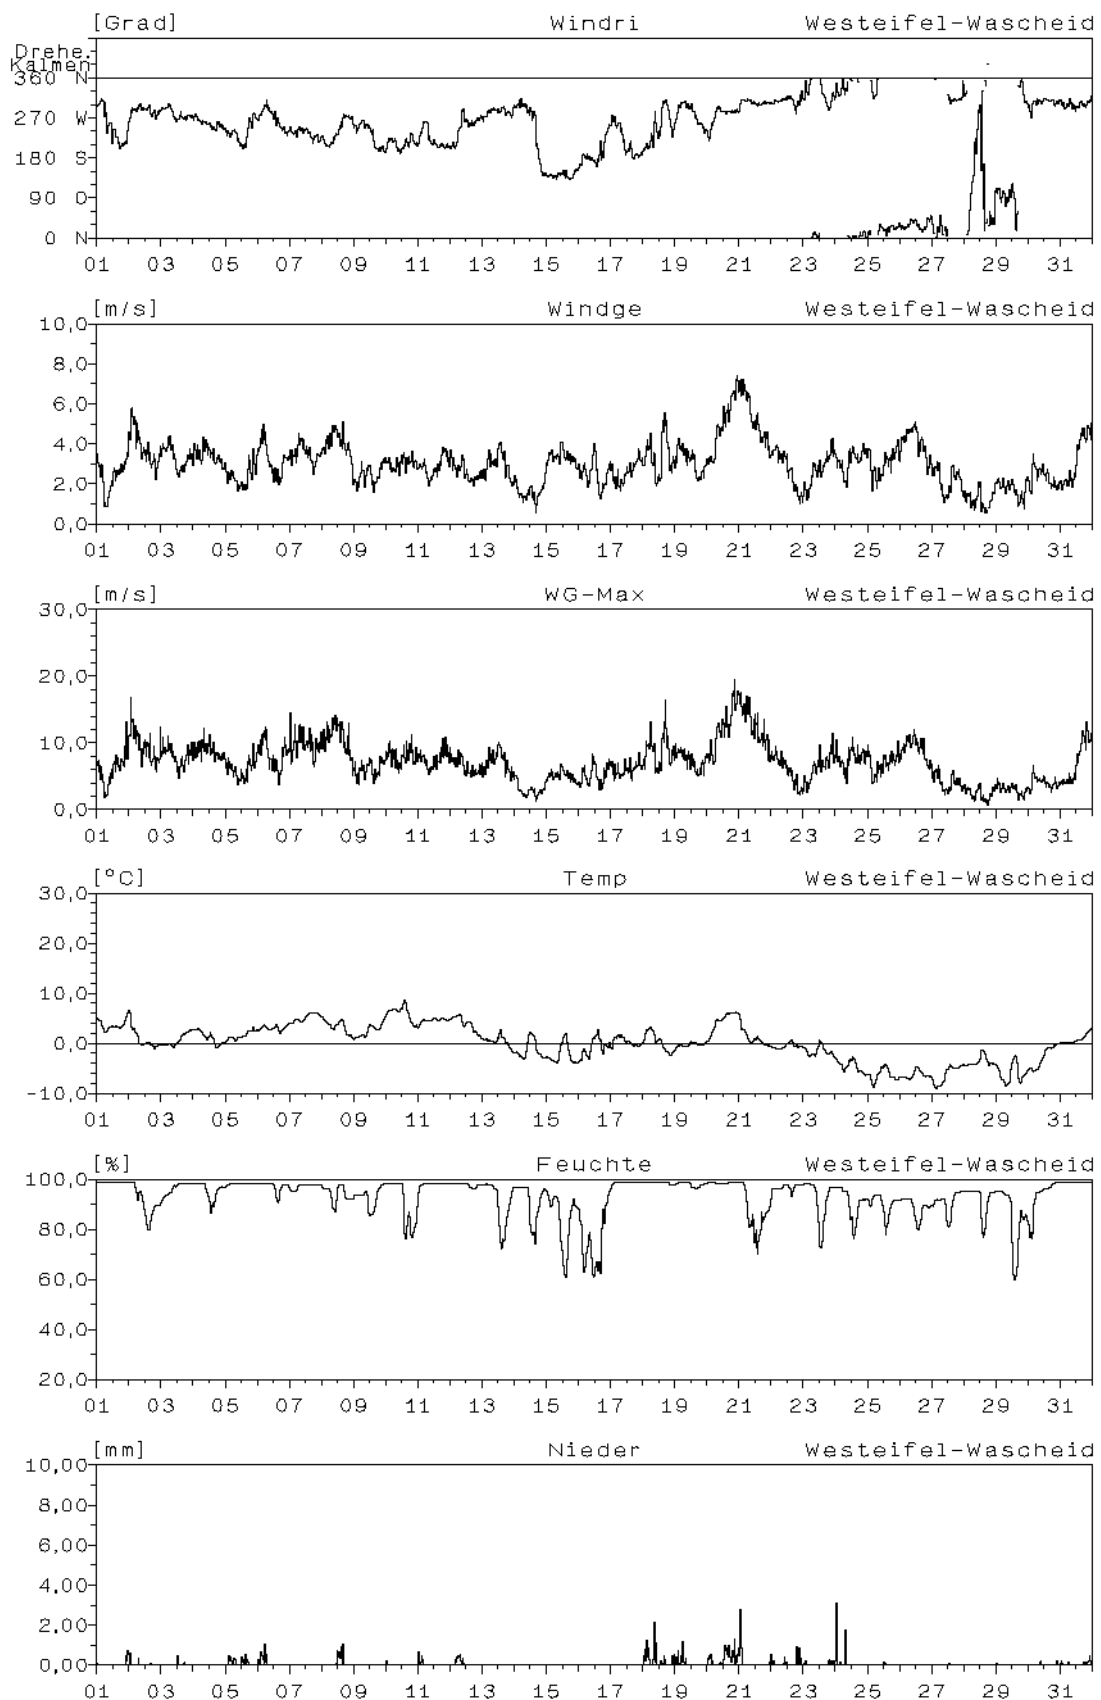 [Grad] Windri Westeifel-Wascheid
Drehe.
Kalmen
360 N
270 W
180 S
90 O
0 N
01 03 05 07 09 11 13 15 17 19 21 23 25 27 29 31
[m/s] Windge Westeifel-Wascheid
10,0
8,0
6,0
4,0
2,0
0,0
01 03 05 07 09 11 13 15 17 19 21 23 25 27 29 31
[m/s] WG-Max Westeifel-Wascheid
30,0
20,0
10,0
0,0
01 03 05 07 09 11 13 15 17 19 21 23 25 27 29 31
[°C] Temp Westeifel-Wascheid
30,0
20,0
10,0
0,0
-10,0
01 03 05 07 09 11 13 15 17 19 21 23 25 27 29 31
[%] Feuchte Westeifel-Wascheid
100,0
80,0
60,0
40,0
20,0
01 03 05 07 09 11 13 15 17 19 21 23 25 27 29 31
[mm] Nieder Westeifel-Wascheid
10,00
8,00
6,00
4,00
2,00
0,00
01 03 05 07 09 11 13 15 17 19 21 23 25 27 29 31